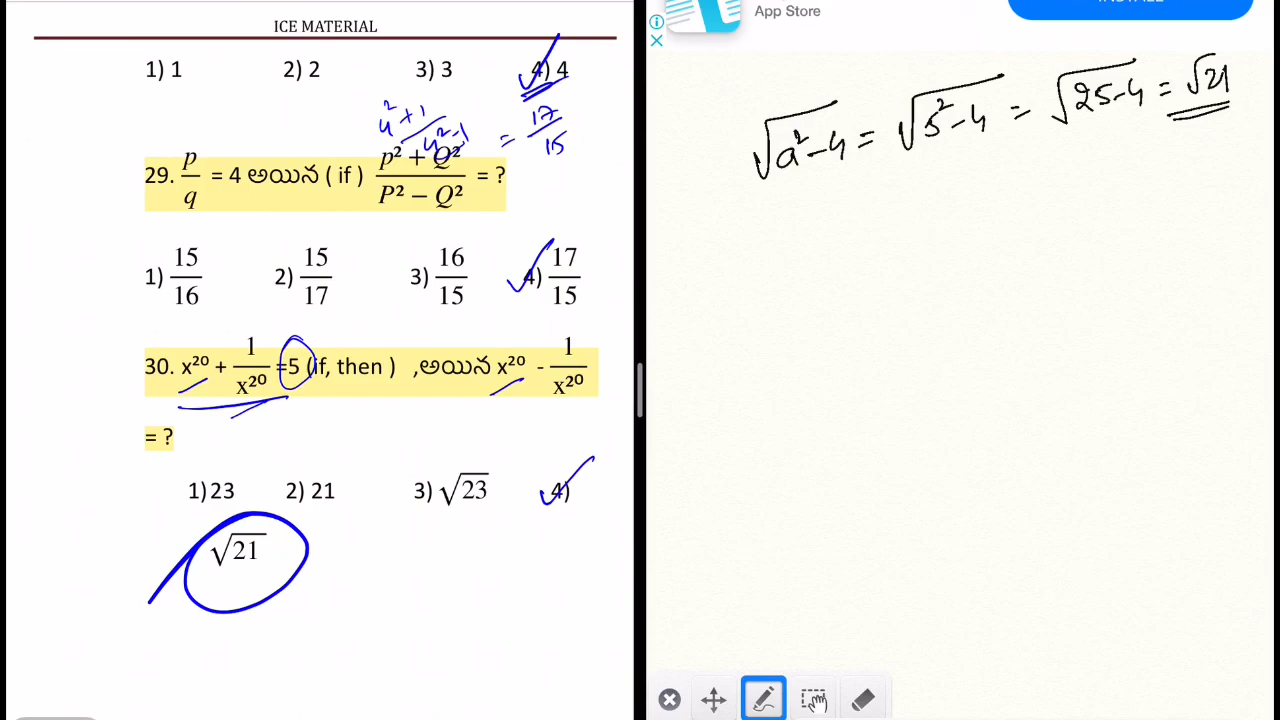 ICE MATERIAL
1) 1 2) 2 3) 3 4) 4
4² + 1 / 4² - 1 = 17/15
29. p/q = 4 అయిన ( if ) p² + Q² / P² − Q² = ?
1) 15/16 2) 15/17 3) 16/15 4) 17/15
30. x²⁰ + 1/x²⁰ =5 (if, then ) ,అయిన x²⁰ - 1/x²⁰
= ?
1) 23 2) 21 3) √23 4)
√21
App Store
INSTALL
√a²-4 = √5²-4 = √25-4 = √21